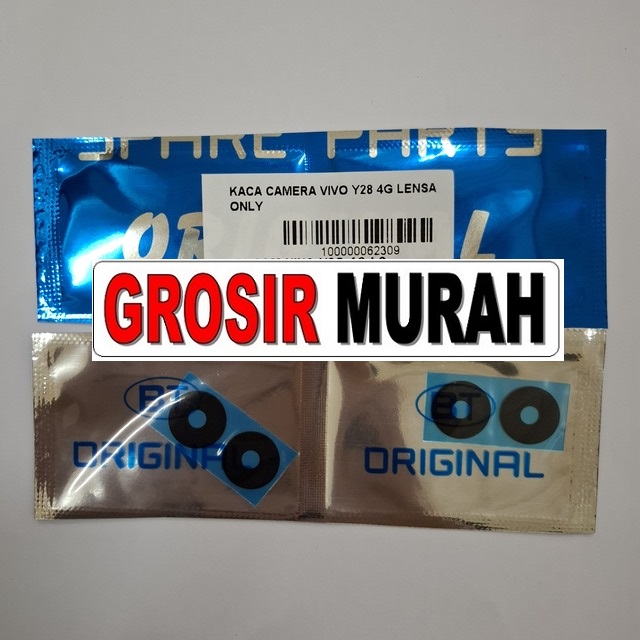 SPARE PARTS
KACA CAMERA VIVO Y28 4G LENSA
ONLY
100000062309
GROSIR MURAH
BT
ORIGINAL
BT
ORIGINAL